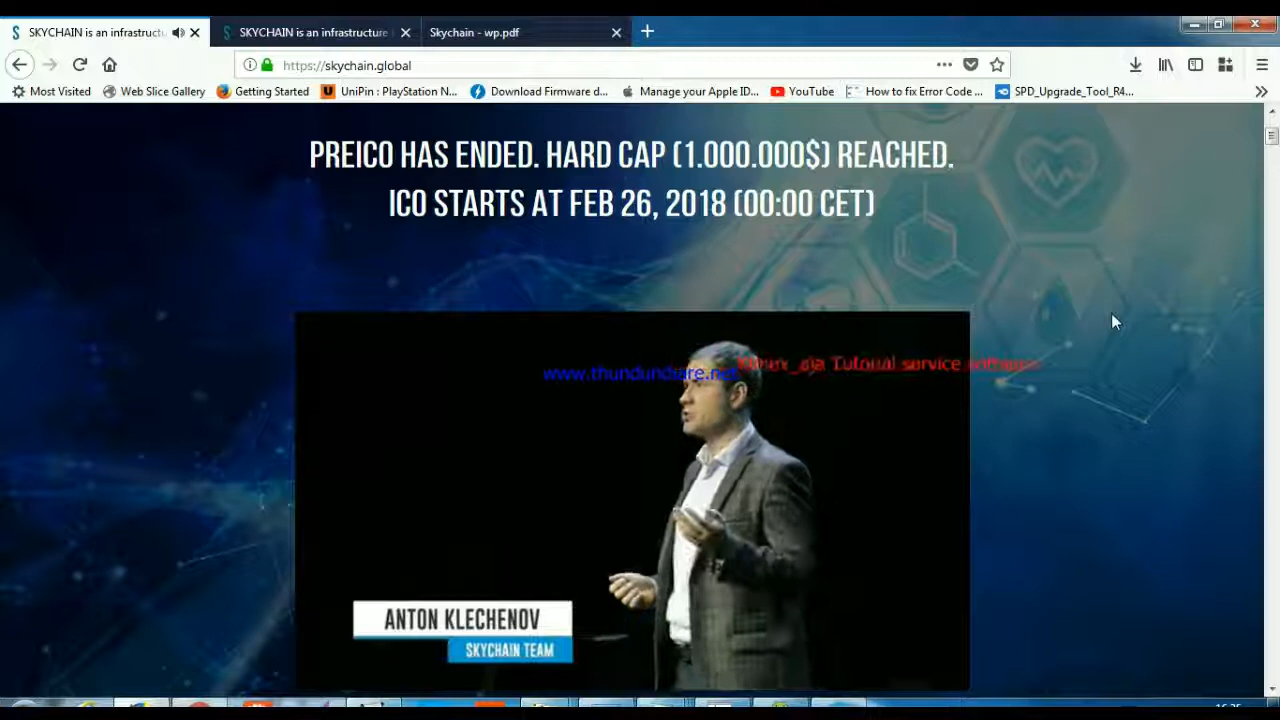 SKYCHAIN is an infrastructu
SKYCHAIN is an infrastructure
Skychain - wp.pdf
https://skychain.global
Most Visited
Web Slice Gallery
Getting Started
UniPin : PlayStation N...
Download Firmware d...
Manage your Apple ID...
YouTube
How to fix Error Code ...
SPD_Upgrade_Tool_R4...
PREICO HAS ENDED. HARD CAP (1.000.000$) REACHED.
ICO STARTS AT FEB 26, 2018 (00:00 CET)
Tutorial service software
ANTON KLECHENOV
SKYCHAIN TEAM